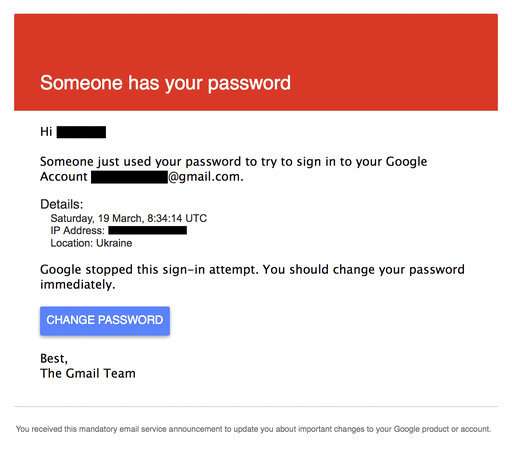 Someone has your password
Hi
Someone just used your password to try to sign in to your Google
Account @gmail.com.
Details:
Saturday, 19 March, 8:34:14 UTC
IP Address:
Location: Ukraine
Google stopped this sign-in attempt. You should change your password
immediately.
CHANGE PASSWORD
Best,
The Gmail Team
You received this mandatory email service announcement to update you about important changes to your Google product or account.